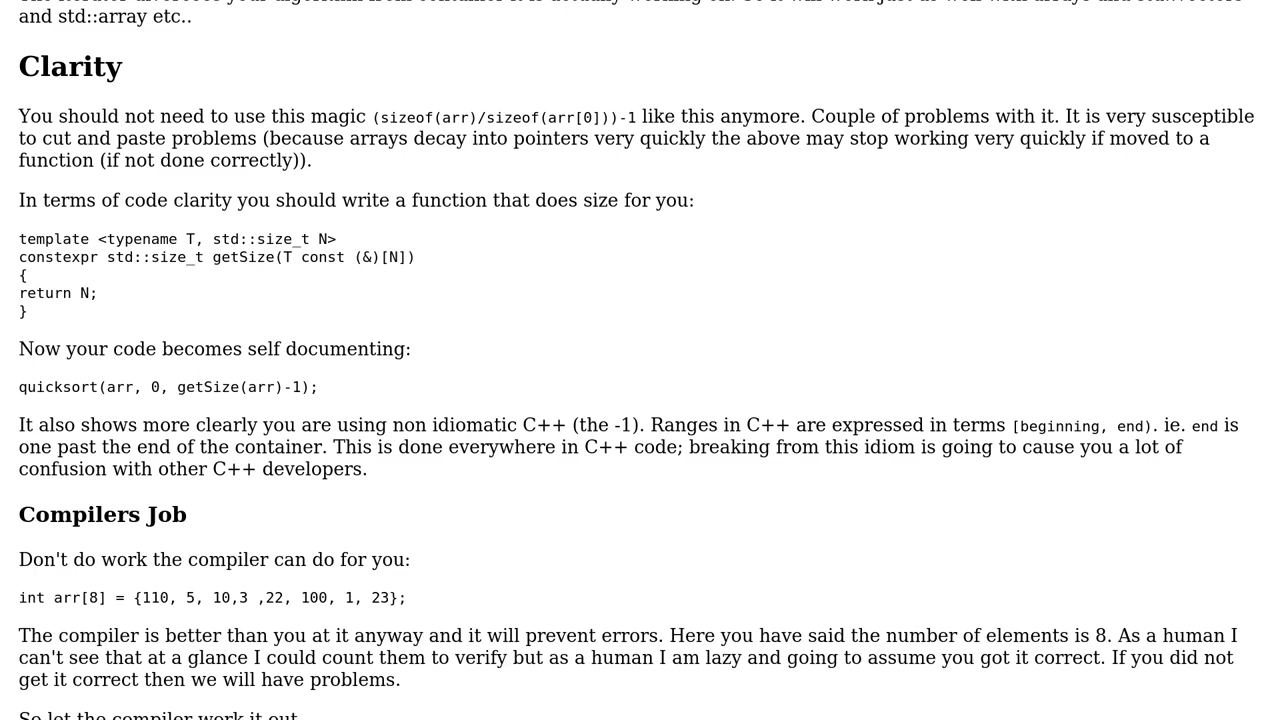 and std::array etc..
Clarity
You should not need to use this magic (sizeof(arr)/sizeof(arr[0]))-1 like this anymore. Couple of problems with it. It is very susceptible
to cut and paste problems (because arrays decay into pointers very quickly the above may stop working very quickly if moved to a
function (if not done correctly)).
In terms of code clarity you should write a function that does size for you:
template <typename T, std::size_t N>
constexpr std::size_t getSize(T const (&)[N])
{
return N;
}
Now your code becomes self documenting:
quicksort(arr, 0, getSize(arr)-1);
It also shows more clearly you are using non idiomatic C++ (the -1). Ranges in C++ are expressed in terms [beginning, end). ie. end is
one past the end of the container. This is done everywhere in C++ code; breaking from this idiom is going to cause you a lot of
confusion with other C++ developers.
Compilers Job
Don't do work the compiler can do for you:
int arr[8] = {110, 5, 10,3 ,22, 100, 1, 23};
The compiler is better than you at it anyway and it will prevent errors. Here you have said the number of elements is 8. As a human I
can't see that at a glance I could count them to verify but as a human I am lazy and going to assume you got it correct. If you did not
get it correct then we will have problems.
So let the compiler work it out